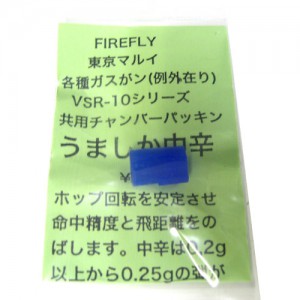 FIREFLY
東京マルイ
各種ガスガン(例外在り)
VSR-10シリーズ
共用チャンバーパッキン
うましか中辛
¥
ホップ回転を安定させ
命中精度と飛距離をの
ばします。中辛は0.2g
以上から0.25gの弾が